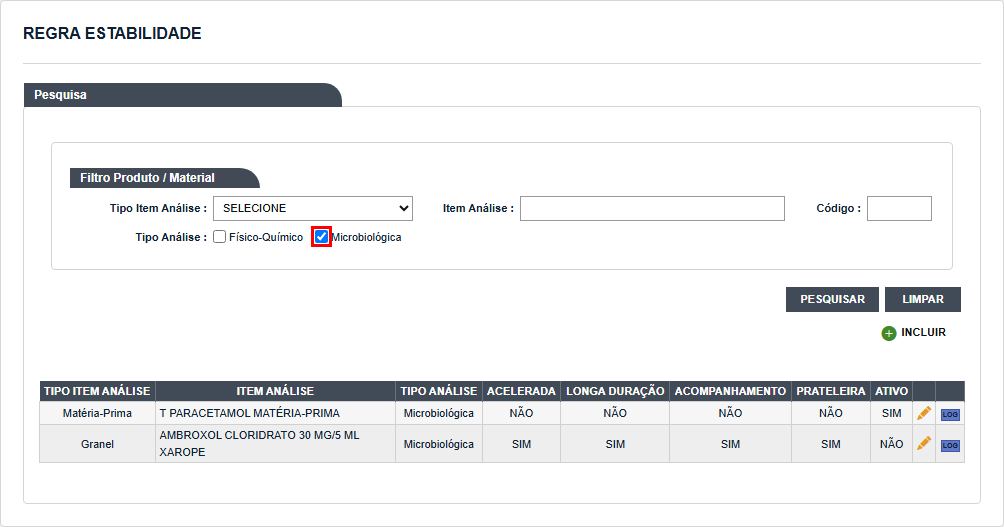 REGRA ESTABILIDADE
Pesquisa
Filtro Produto / Material
Tipo Item Análise : SELECIONE Item Análise : Código :
Tipo Análise : Físico-Químico Microbiológica
PESQUISAR LIMPAR
INCLUIR
TIPO ITEM ANÁLISE ITEM ANÁLISE TIPO ANÁLISE ACELERADA LONGA DURAÇÃO ACOMPANHAMENTO PRATELEIRA ATIVO
Matéria-Prima T PARACETAMOL MATÉRIA-PRIMA Microbiológica NÃO NÃO NÃO NÃO SIM LOG
Granel AMBROXOL CLORIDRATO 30 MG/5 ML XAROPE Microbiológica SIM SIM SIM SIM NÃO LOG